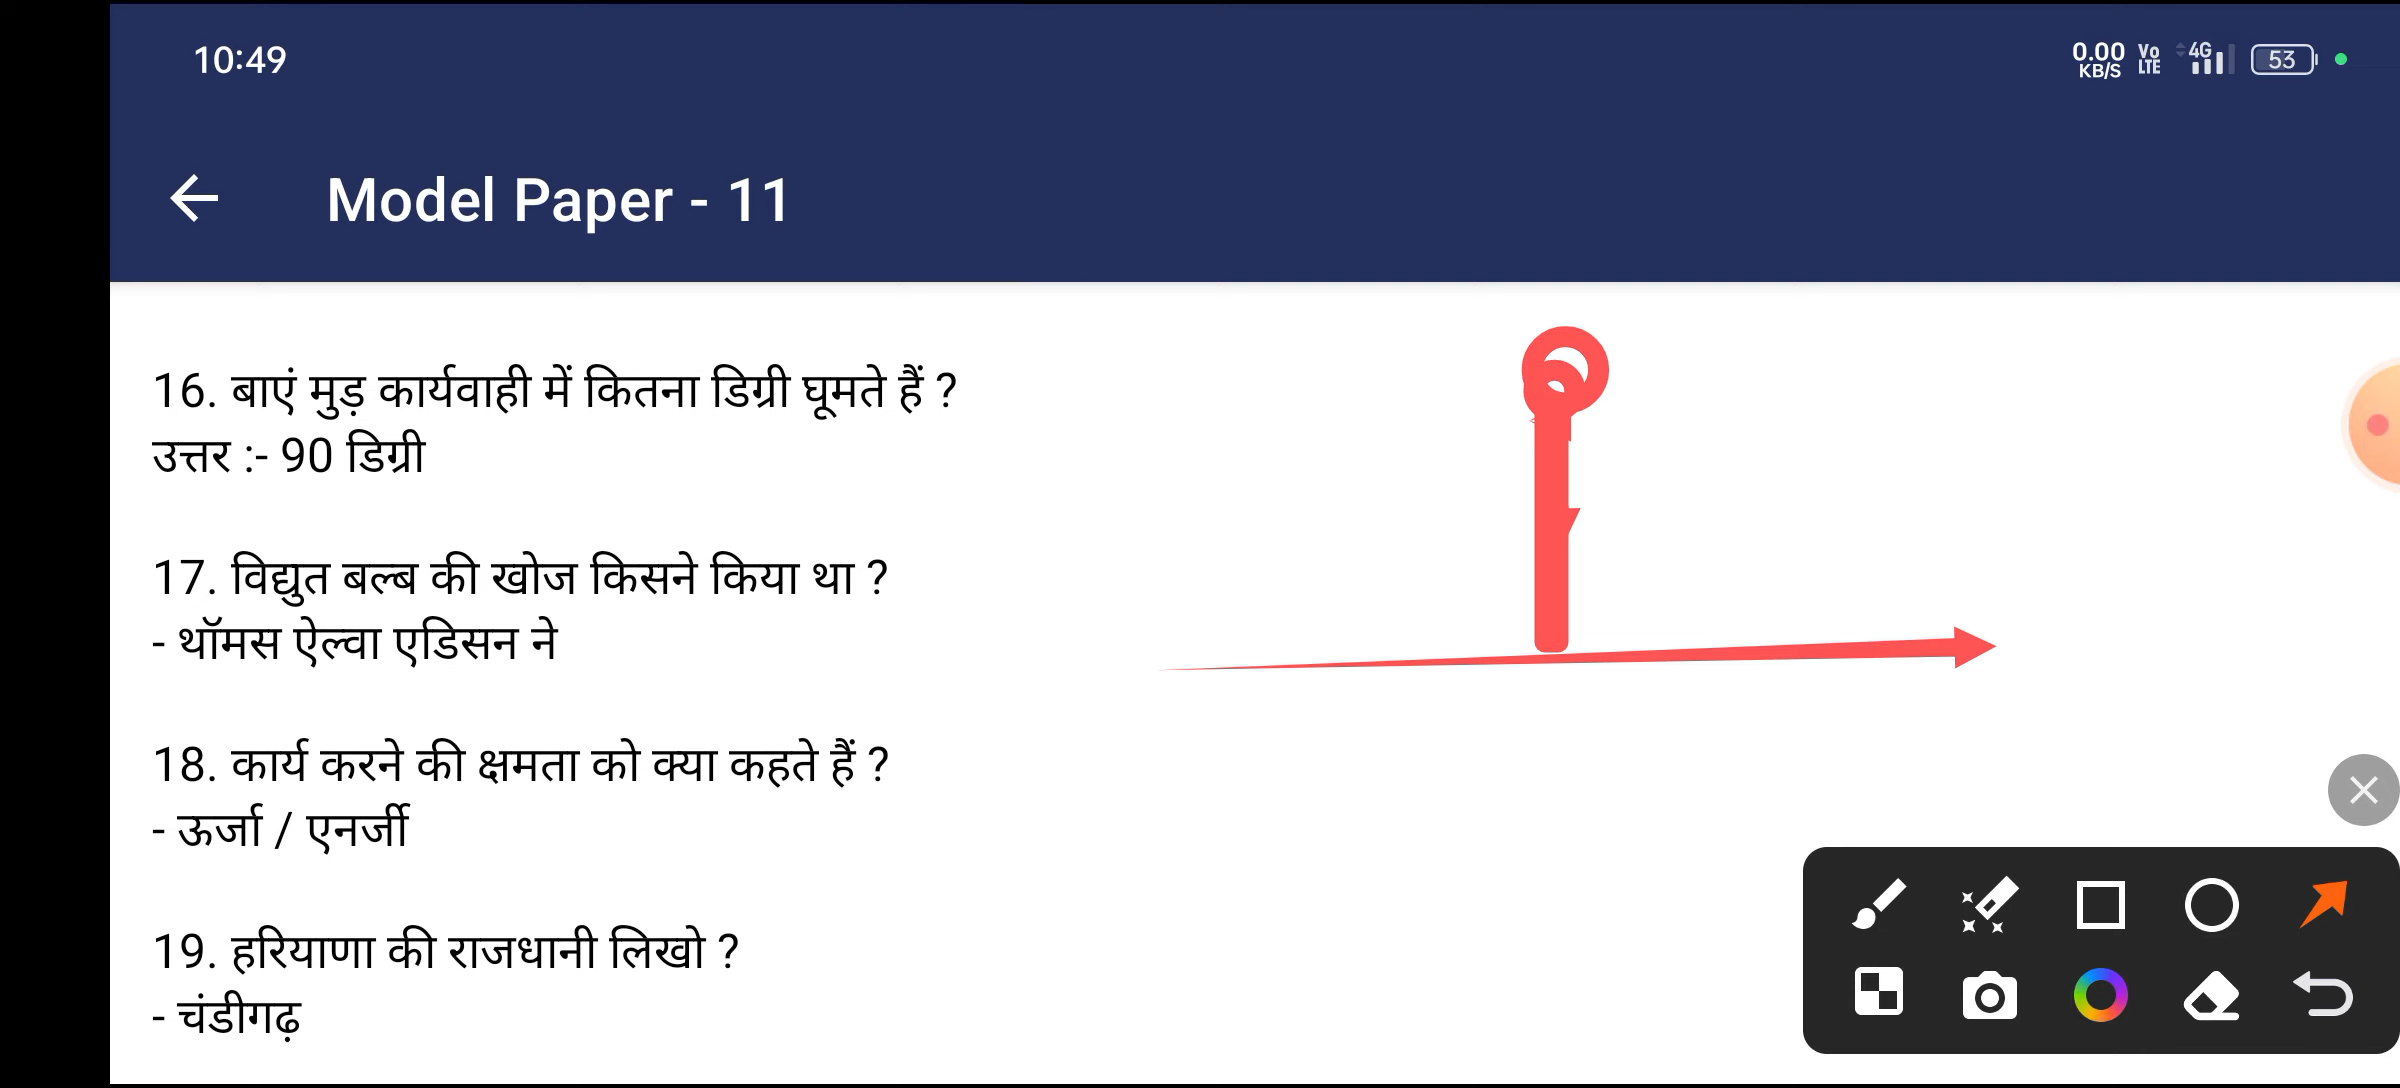 10:49
0.00 KB/S Vo LTE 4G 53
Model Paper - 11
16. बाएं मुड़ कार्यवाही में कितना डिग्री घूमते हैं ?
उत्तर :- 90 डिग्री
17. विद्युत बल्ब की खोज किसने किया था ?
- थॉमस ऐल्वा एडिसन ने
18. कार्य करने की क्षमता को क्या कहते हैं ?
- ऊर्जा / एनर्जी
19. हरियाणा की राजधानी लिखो ?
- चंडीगढ़